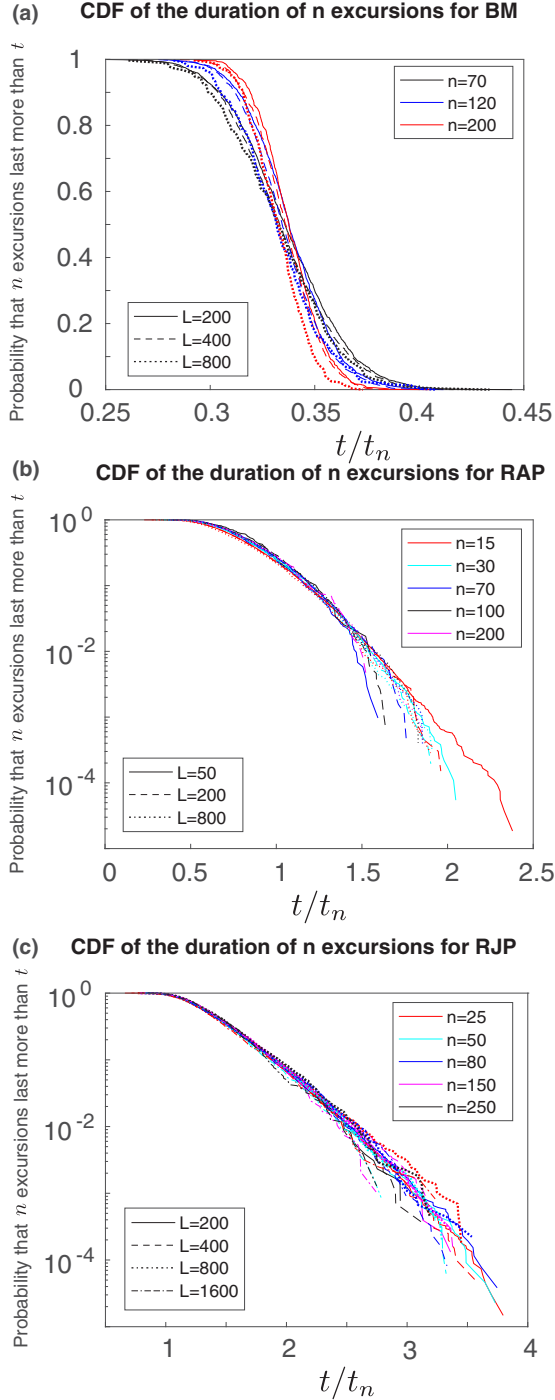 (a) CDF of the duration of n excursions for BM
Probability that n excursions last more than t
1
0.8
0.6
0.4
0.2
0
n=70
n=120
n=200
L=200
L=400
L=800
0.25 0.3 0.35 0.4 0.45
t/t_n
(b) CDF of the duration of n excursions for RAP
Probability that n excursions last more than t
10^0
10^-2
10^-4
n=15
n=30
n=70
n=100
n=200
L=50
L=200
L=800
0 0.5 1 1.5 2 2.5
t/t_n
(c) CDF of the duration of n excursions for RJP
Probability that n excursions last more than t
10^0
10^-2
10^-4
n=25
n=50
n=80
n=150
n=250
L=200
L=400
L=800
L=1600
1 2 3 4
t/t_n